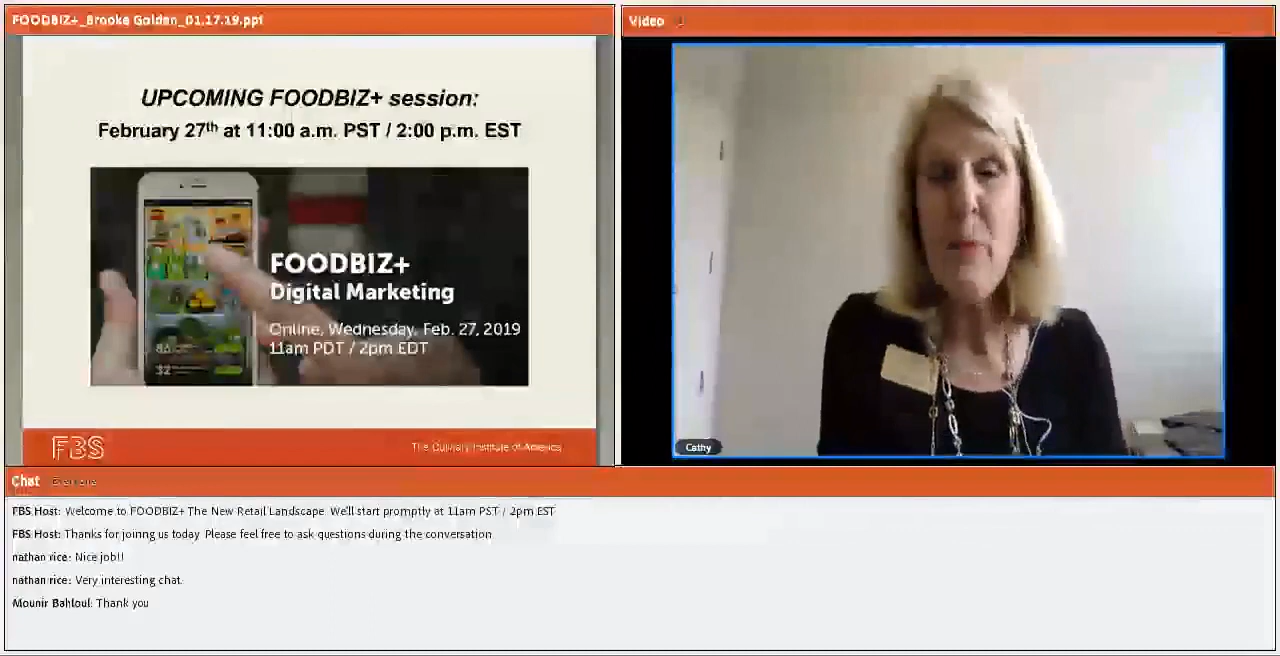 FOODBIZ+_Brooke Golden_01.17.19.ppt
UPCOMING FOODBIZ+ session:
February 27th at 11:00 a.m. PST / 2:00 p.m. EST
FOODBIZ+
Digital Marketing
Online, Wednesday, Feb. 27, 2019
11am PDT / 2pm EDT
FBS
The Culinary Institute of America
Video
Cathy
Chat
FBS Host: Welcome to FOODBIZ+ The New Retail Landscape. We'll start promptly at 11am PST / 2pm EST
FBS Host: Thanks for joining us today. Please feel free to ask questions during the conversation
nathan rice: Nice job!!
nathan rice: Very interesting chat.
Mounir Bahloul: Thank you